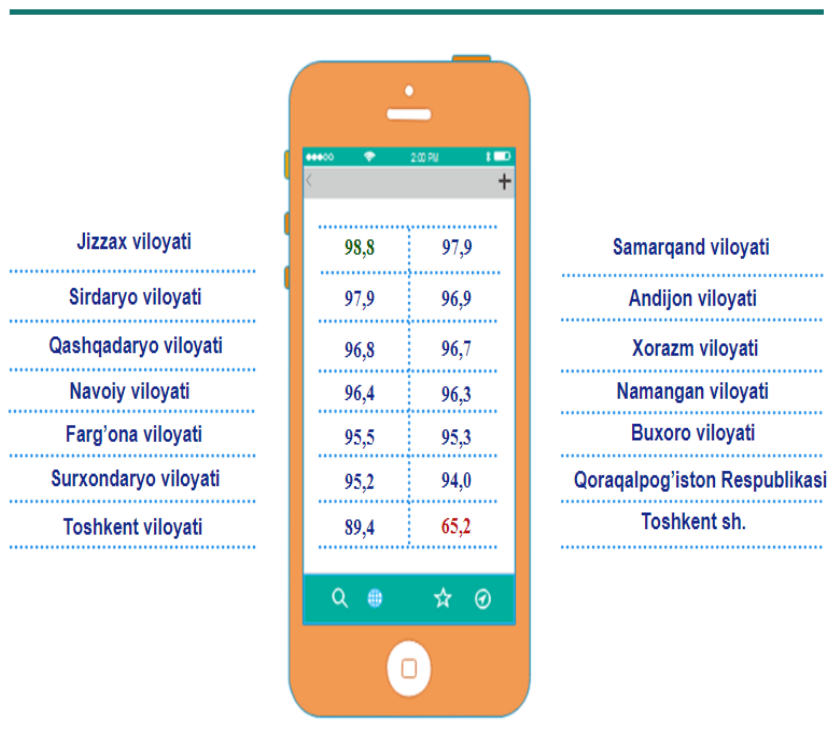 2:00 PM
Jizzax viloyati 98,8 97,9 Samarqand viloyati
Sirdaryo viloyati 97,9 96,9 Andijon viloyati
Qashqadaryo viloyati 96,8 96,7 Xorazm viloyati
Navoiy viloyati 96,4 96,3 Namangan viloyati
Farg'ona viloyati 95,5 95,3 Buxoro viloyati
Surxondaryo viloyati 95,2 94,0 Qoraqalpog'iston Respublikasi
Toshkent viloyati 89,4 65,2 Toshkent sh.